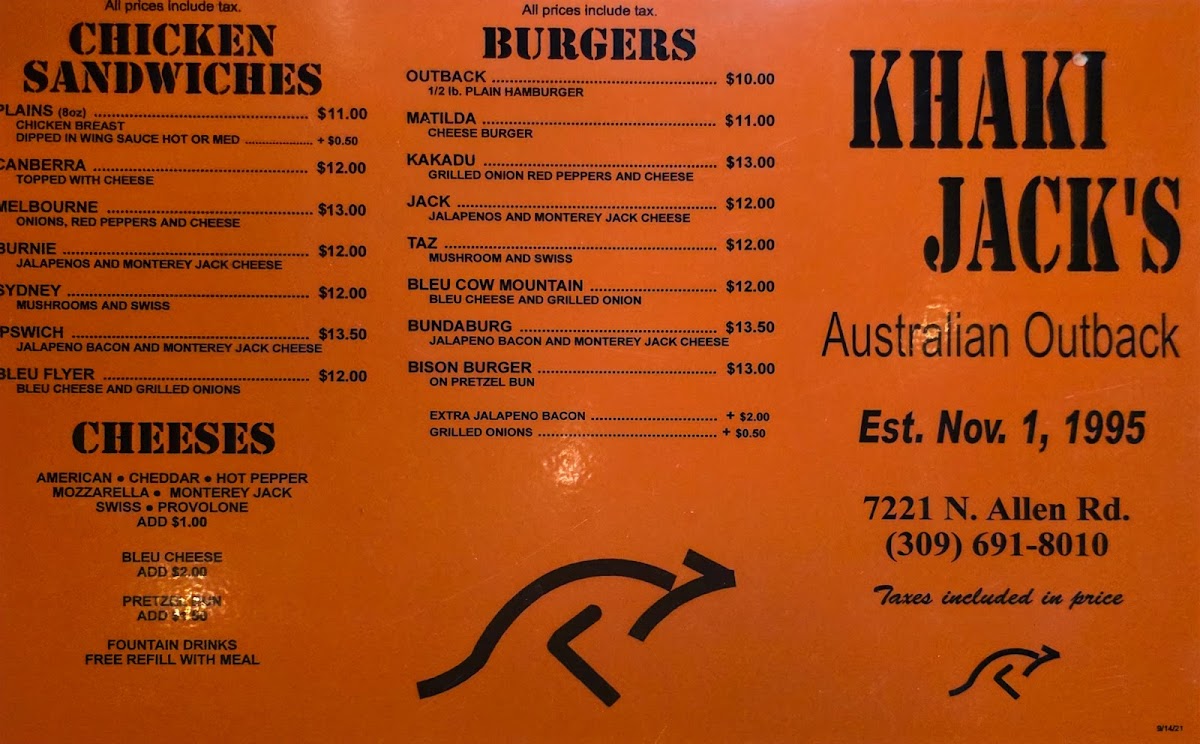 All prices include tax.
CHICKEN
SANDWICHES
PLAINS (8oz) ........ $11.00
CHICKEN BREAST
DIPPED IN WING SAUCE HOT OR MED ........ + $0.50
CANBERRA ........ $12.00
TOPPED WITH CHEESE
MELBOURNE ........ $13.00
ONIONS, RED PEPPERS AND CHEESE
BURNIE ........ $12.00
JALAPENOS AND MONTEREY JACK CHEESE
SYDNEY ........ $12.00
MUSHROOMS AND SWISS
IPSWICH ........ $13.50
JALAPENO BACON AND MONTEREY JACK CHEESE
BLEU FLYER ........ $12.00
BLEU CHEESE AND GRILLED ONIONS
CHEESES
AMERICAN ● CHEDDAR ● HOT PEPPER
MOZZARELLA ● MONTEREY JACK
SWISS ● PROVOLONE
ADD $1.00
BLEU CHEESE
ADD $2.00
PRETZEL BUN
ADD $1.50
FOUNTAIN DRINKS
FREE REFILL WITH MEAL
All prices include tax.
BURGERS
OUTBACK ........ $10.00
1/2 lb. PLAIN HAMBURGER
MATILDA ........ $11.00
CHEESE BURGER
KAKADU ........ $13.00
GRILLED ONION RED PEPPERS AND CHEESE
JACK ........ $12.00
JALAPENOS AND MONTEREY JACK CHEESE
TAZ ........ $12.00
MUSHROOM AND SWISS
BLEU COW MOUNTAIN ........ $12.00
BLEU CHEESE AND GRILLED ONION
BUNDABURG ........ $13.50
JALAPENO BACON AND MONTEREY JACK CHEESE
BISON BURGER ........ $13.00
ON PRETZEL BUN
EXTRA JALAPENO BACON ........ + $2.00
GRILLED ONIONS ........ + $0.50
KHAKI
JACK'S
Australian Outback
Est. Nov. 1, 1995
7221 N. Allen Rd.
(309) 691-8010
Taxes included in price
9/14/21